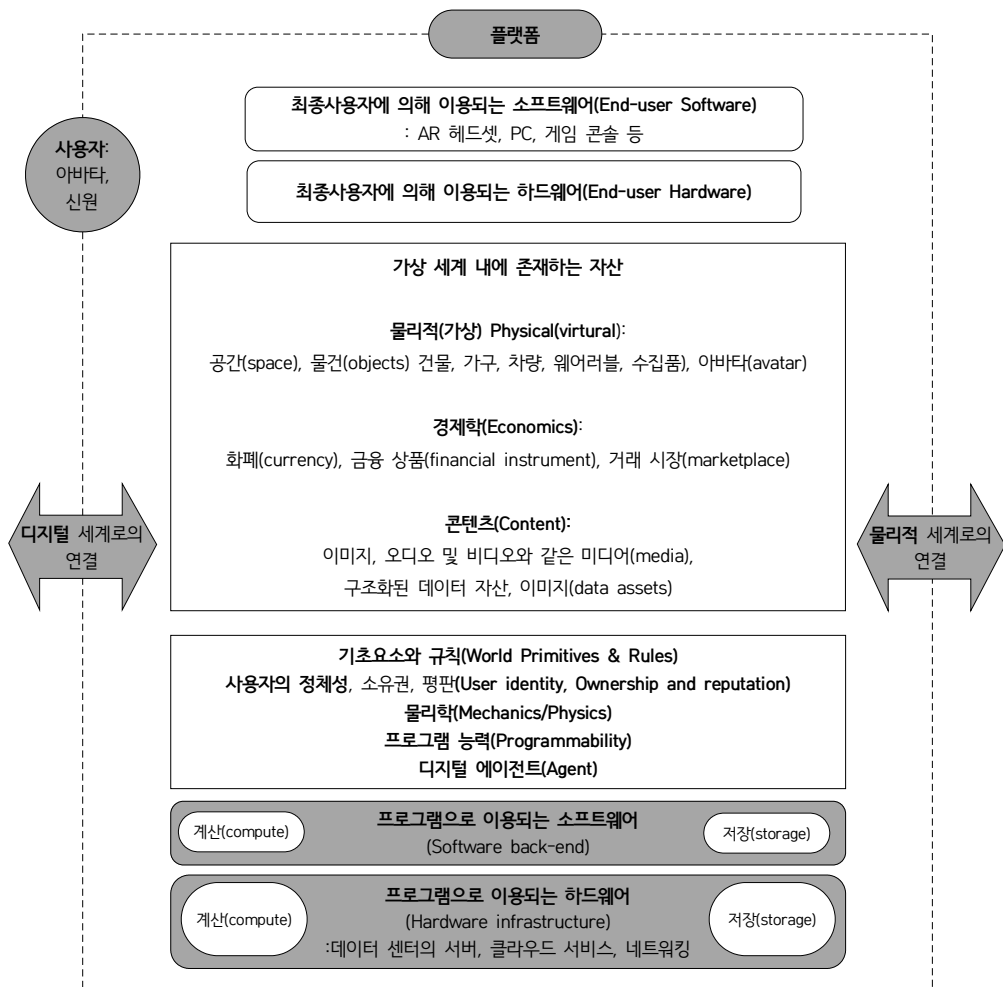 플랫폼
최종사용자에 의해 이용되는 소프트웨어(End-user Software)
: AR 헤드셋, PC, 게임 콘솔 등
사용자:
아바타,
신원
최종사용자에 의해 이용되는 하드웨어(End-user Hardware)
가상 세계 내에 존재하는 자산
물리적(가상) Physical(virtural):
공간(space), 물건(objects) 건물, 가구, 차량, 웨어러블, 수집품), 아바타(avatar)
경제학(Economics):
화폐(currency), 금융 상품(financial instrument), 거래 시장(marketplace)
콘텐츠(Content):
이미지, 오디오 및 비디오와 같은 미디어(media),
구조화된 데이터 자산, 이미지(data assets)
디지털 세계로의
연결
물리적 세계로의
연결
기초요소와 규칙(World Primitives & Rules)
사용자의 정체성, 소유권, 평판(User identity, Ownership and reputation)
물리학(Mechanics/Physics)
프로그램 능력(Programmability)
디지털 에이전트(Agent)
계산(compute)
프로그램으로 이용되는 소프트웨어
(Software back-end)
저장(storage)
계산(compute)
프로그램으로 이용되는 하드웨어
(Hardware infrastructure)
:데이터 센터의 서버, 클라우드 서비스, 네트워킹
저장(storage)